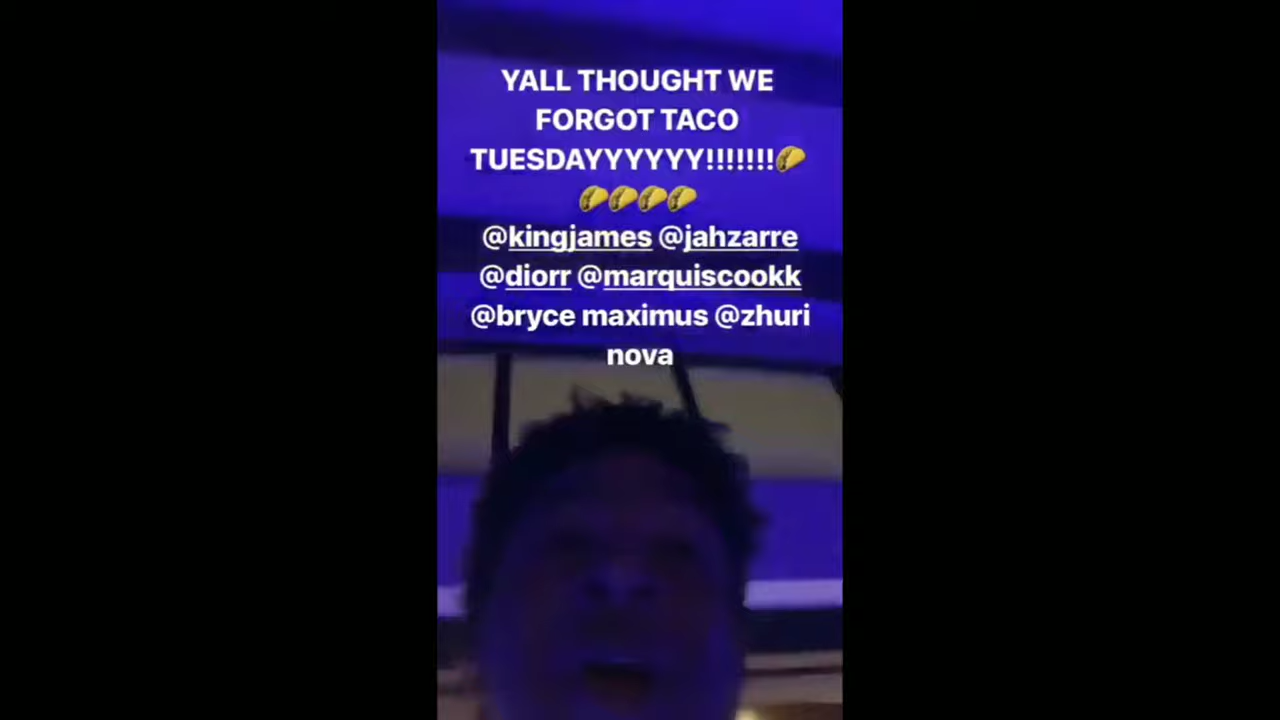 YALL THOUGHT WE
FORGOT TACO
TUESDAYYYYYY!!!!!!!🌮
🌮🌮🌮🌮
@kingjames @jahzarre
@diorr @marquiscookk
@bryce maximus @zhuri
nova